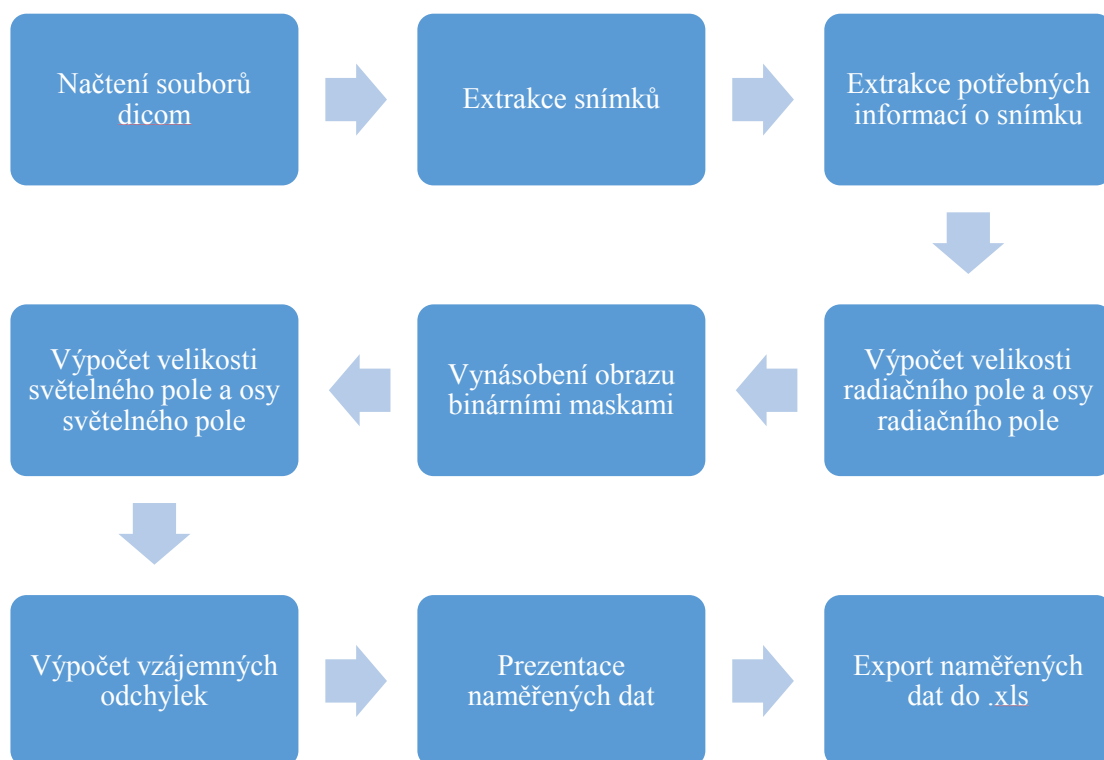 Načtení souborů
dicom
Extrakce snímků
Extrakce potřebných
informací o snímku
Výpočet velikosti
radiačního pole a osy
radiačního pole
Vynásobení obrazu
binárními maskami
Výpočet velikosti
světelného pole a osy
světelného pole
Výpočet vzájemných
odchylek
Prezentace
naměřených dat
Export naměřených
dat do .xls